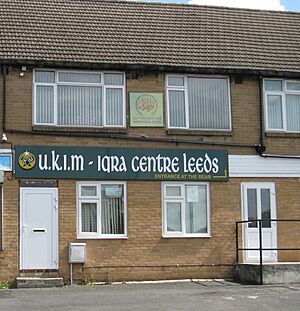 U.K.I.M - IQRA CENTRE LEEDS
ENTRANCE AT THE REAR